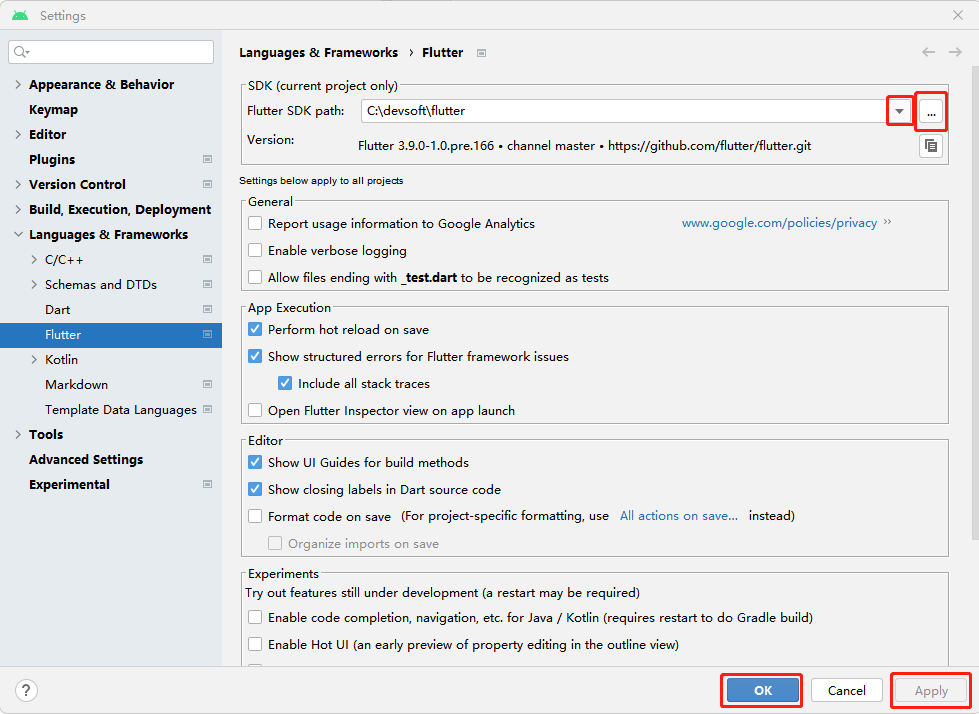 Settings
Languages & Frameworks › Flutter
Appearance & Behavior
Keymap
Editor
Plugins
Version Control
Build, Execution, Deployment
Languages & Frameworks
C/C++
Schemas and DTDs
Dart
Flutter
Kotlin
Markdown
Template Data Languages
Tools
Advanced Settings
Experimental
SDK (current project only)
Flutter SDK path: C:\devsoft\flutter ...
Version: Flutter 3.9.0-1.0.pre.166 • channel master • https://github.com/flutter/flutter.git
Settings below apply to all projects
General
Report usage information to Google Analytics www.google.com/policies/privacy »
Enable verbose logging
Allow files ending with _test.dart to be recognized as tests
App Execution
Perform hot reload on save
Show structured errors for Flutter framework issues
Include all stack traces
Open Flutter Inspector view on app launch
Editor
Show UI Guides for build methods
Show closing labels in Dart source code
Format code on save (For project-specific formatting, use All actions on save... instead)
Organize imports on save
Experiments
Try out features still under development (a restart may be required)
Enable code completion, navigation, etc. for Java / Kotlin (requires restart to do Gradle build)
Enable Hot UI (an early preview of property editing in the outline view)
? OK Cancel Apply